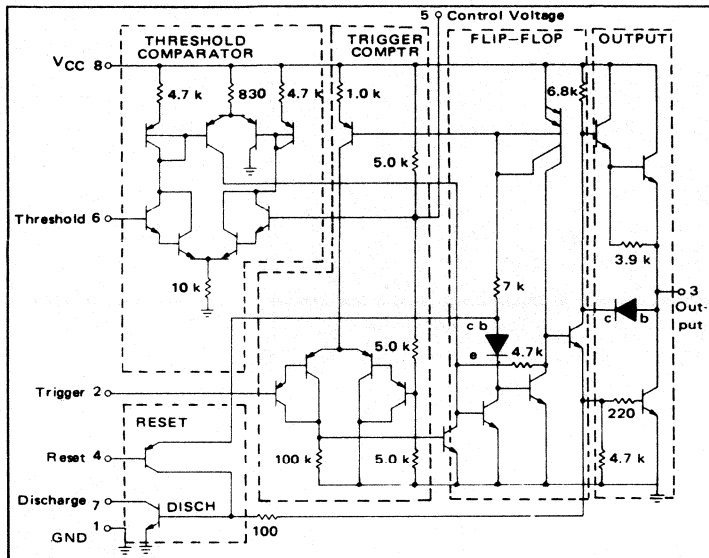 5 Control Voltage
THRESHOLD
COMPARATOR
TRIGGER
COMPTR
FLIP-FLOP
OUTPUT
VCC 8
4.7 k
830
4.7 k
1.0 k
6.8k
5.0 k
Threshold 6
3.9 k
10 k
7 k
3
Out-
put
c b
c b
e
5.0 k
4.7k
Trigger 2
220
RESET
Reset 4
100 k
5.0 k
4.7 k
Discharge
7
DISCH
1
GND
100